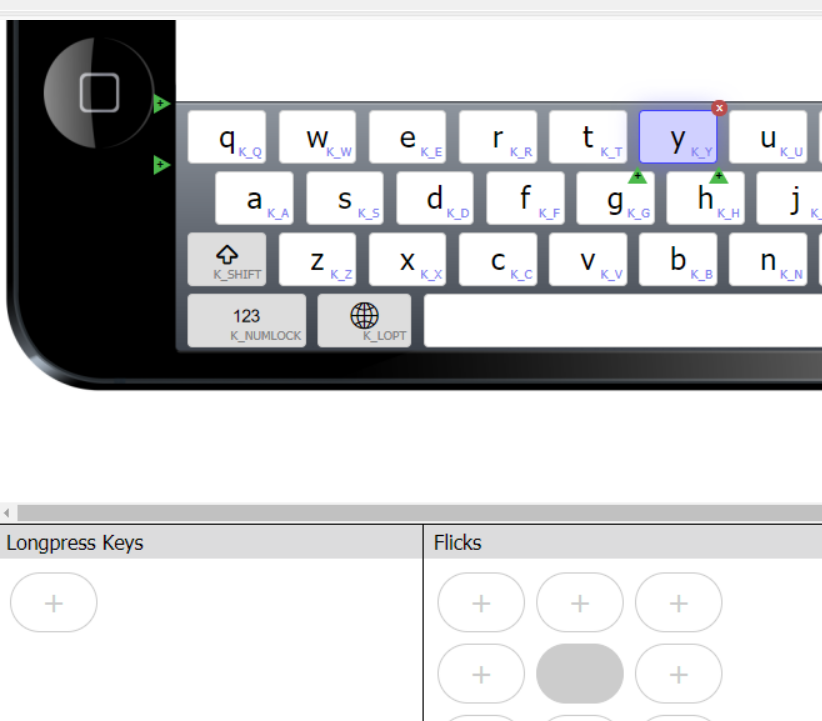 q K_Q w K_W e K_E r K_R t K_T y K_Y x u K_U
a K_A s K_S d K_D f K_F g K_G h K_H j K_
K_SHIFT z K_Z x K_X c K_C v K_V b K_B n K_N
123 K_NUMLOCK K_LOPT
Longpress Keys Flicks
+ + + +
+ +